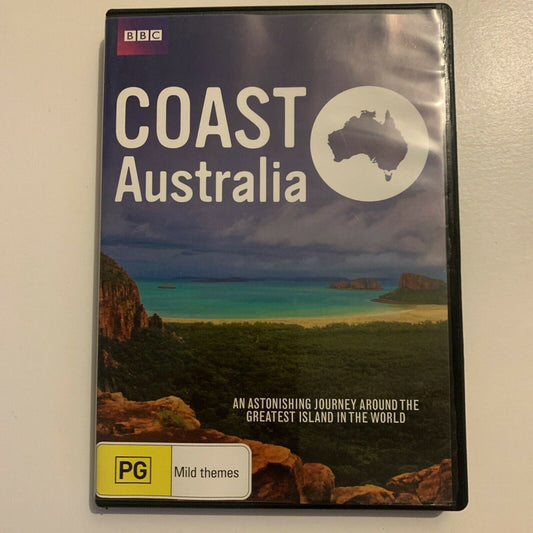 BBC
COAST
Australia
AN ASTONISHING JOURNEY AROUND THE
GREATEST ISLAND IN THE WORLD
PG Mild themes